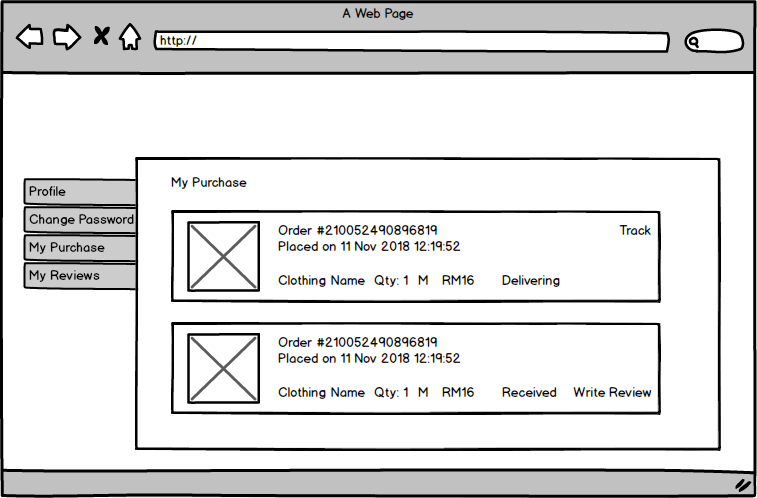 A Web Page
http://
Profile
Change Password
My Purchase
My Reviews
My Purchase
Order #210052490896819 Track
Placed on 11 Nov 2018 12:19:52
Clothing Name Qty: 1 M RM16 Delivering
Order #210052490896819
Placed on 11 Nov 2018 12:19:52
Clothing Name Qty: 1 M RM16 Received Write Review